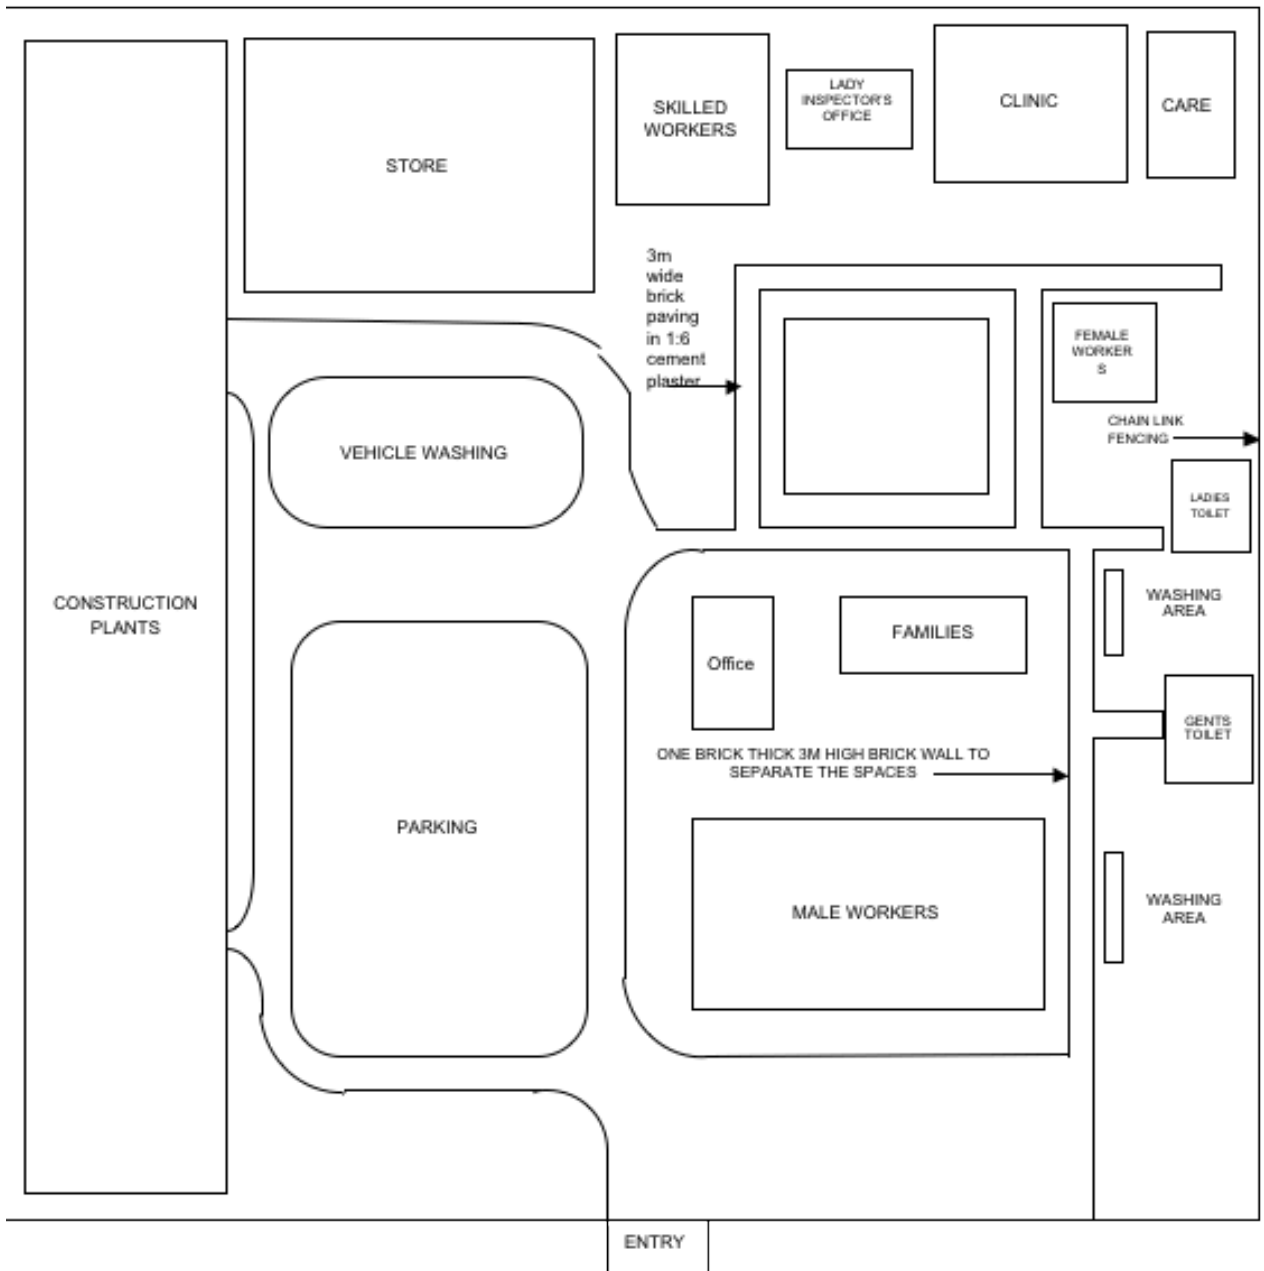 STORE
SKILLED
WORKERS
LADY
INSPECTOR'S
OFFICE
CLINIC
CARE
3m
wide
brick
paving
in 1:6
cement
plaster
FEMALE
WORKER
S
CHAIN LINK
FENCING
VEHICLE WASHING
LADIES
TOILET
CONSTRUCTION
PLANTS
WASHING
AREA
Office
FAMILIES
GENTS
TOILET
ONE BRICK THICK 3M HIGH BRICK WALL TO
SEPARATE THE SPACES
PARKING
MALE WORKERS
WASHING
AREA
ENTRY